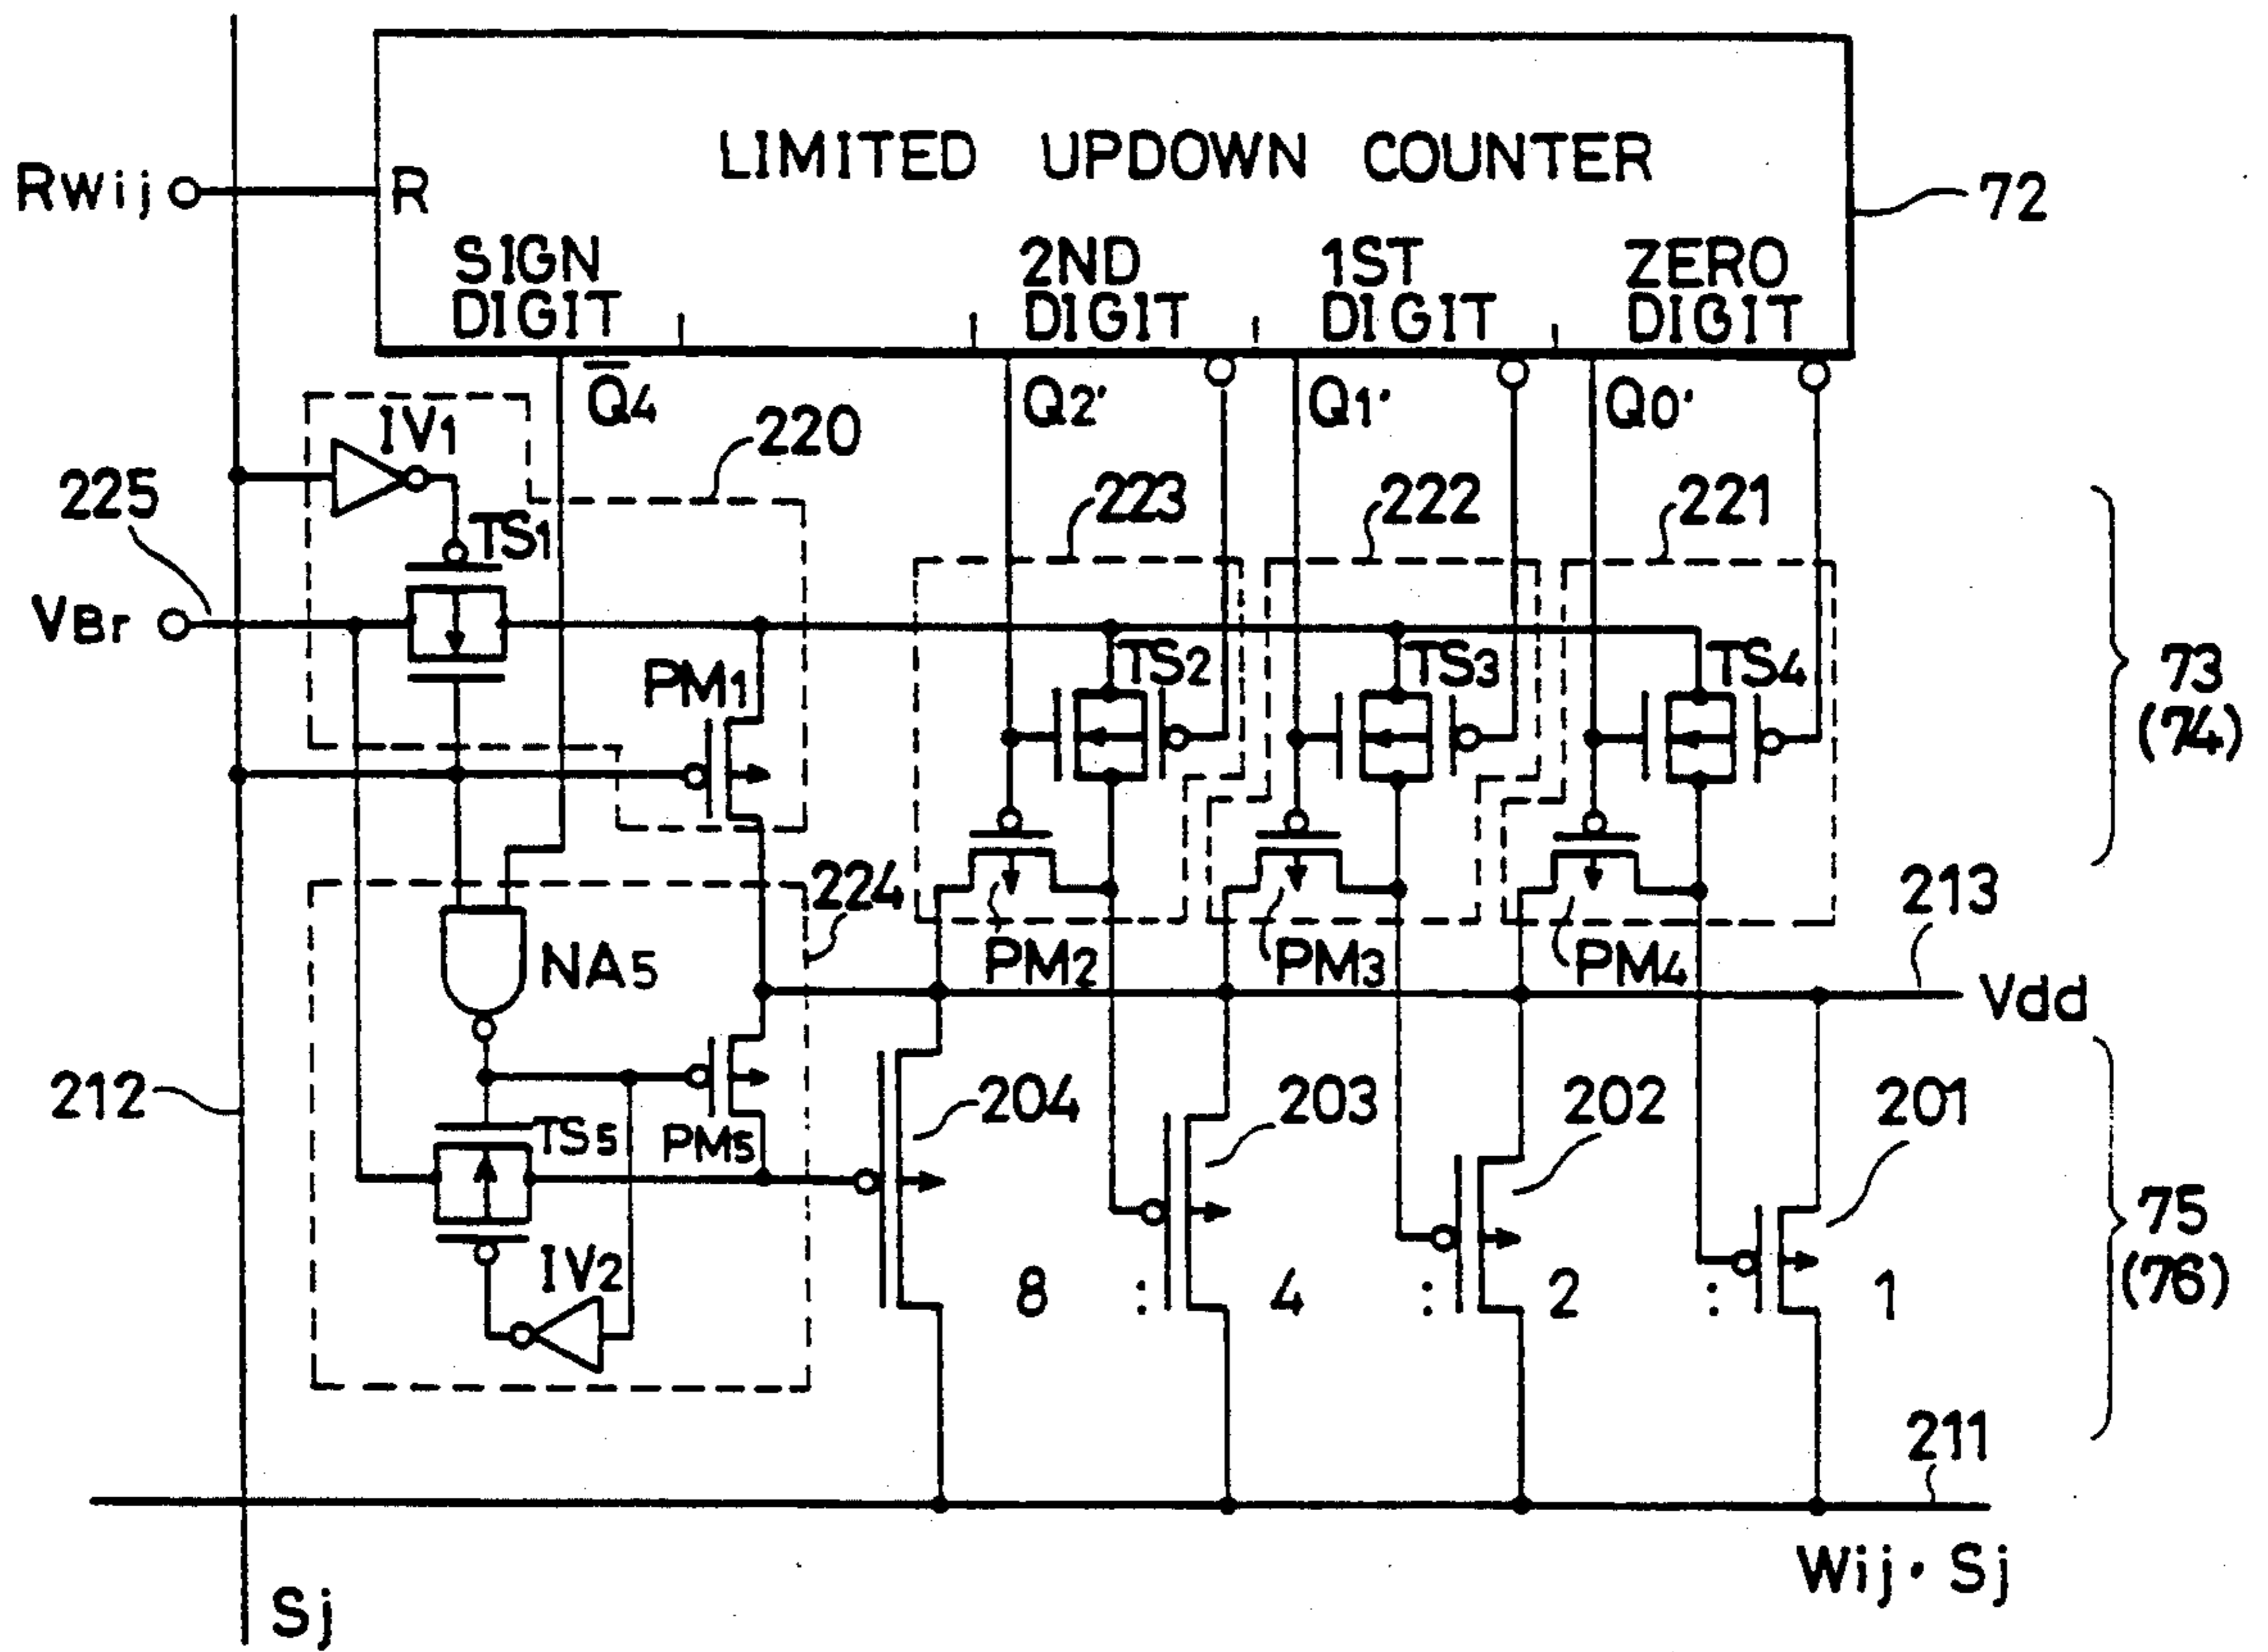 LIMITED UPDOWN COUNTER
RWij
R
72
SIGN DIGIT
2ND DIGIT
1ST DIGIT
ZERO DIGIT
Q̅4
Q2'
Q1'
Q0'
IV1
220
225
TS1
223
222
221
VBr
PM1
TS2
TS3
TS4
73
(74)
224
213
NA5
PM2
PM3
PM4
Vdd
212
204
203
202
201
TS5
PM5
75
(76)
IV2
8 : 4 : 2 : 1
211
Wij·Sj
Sj